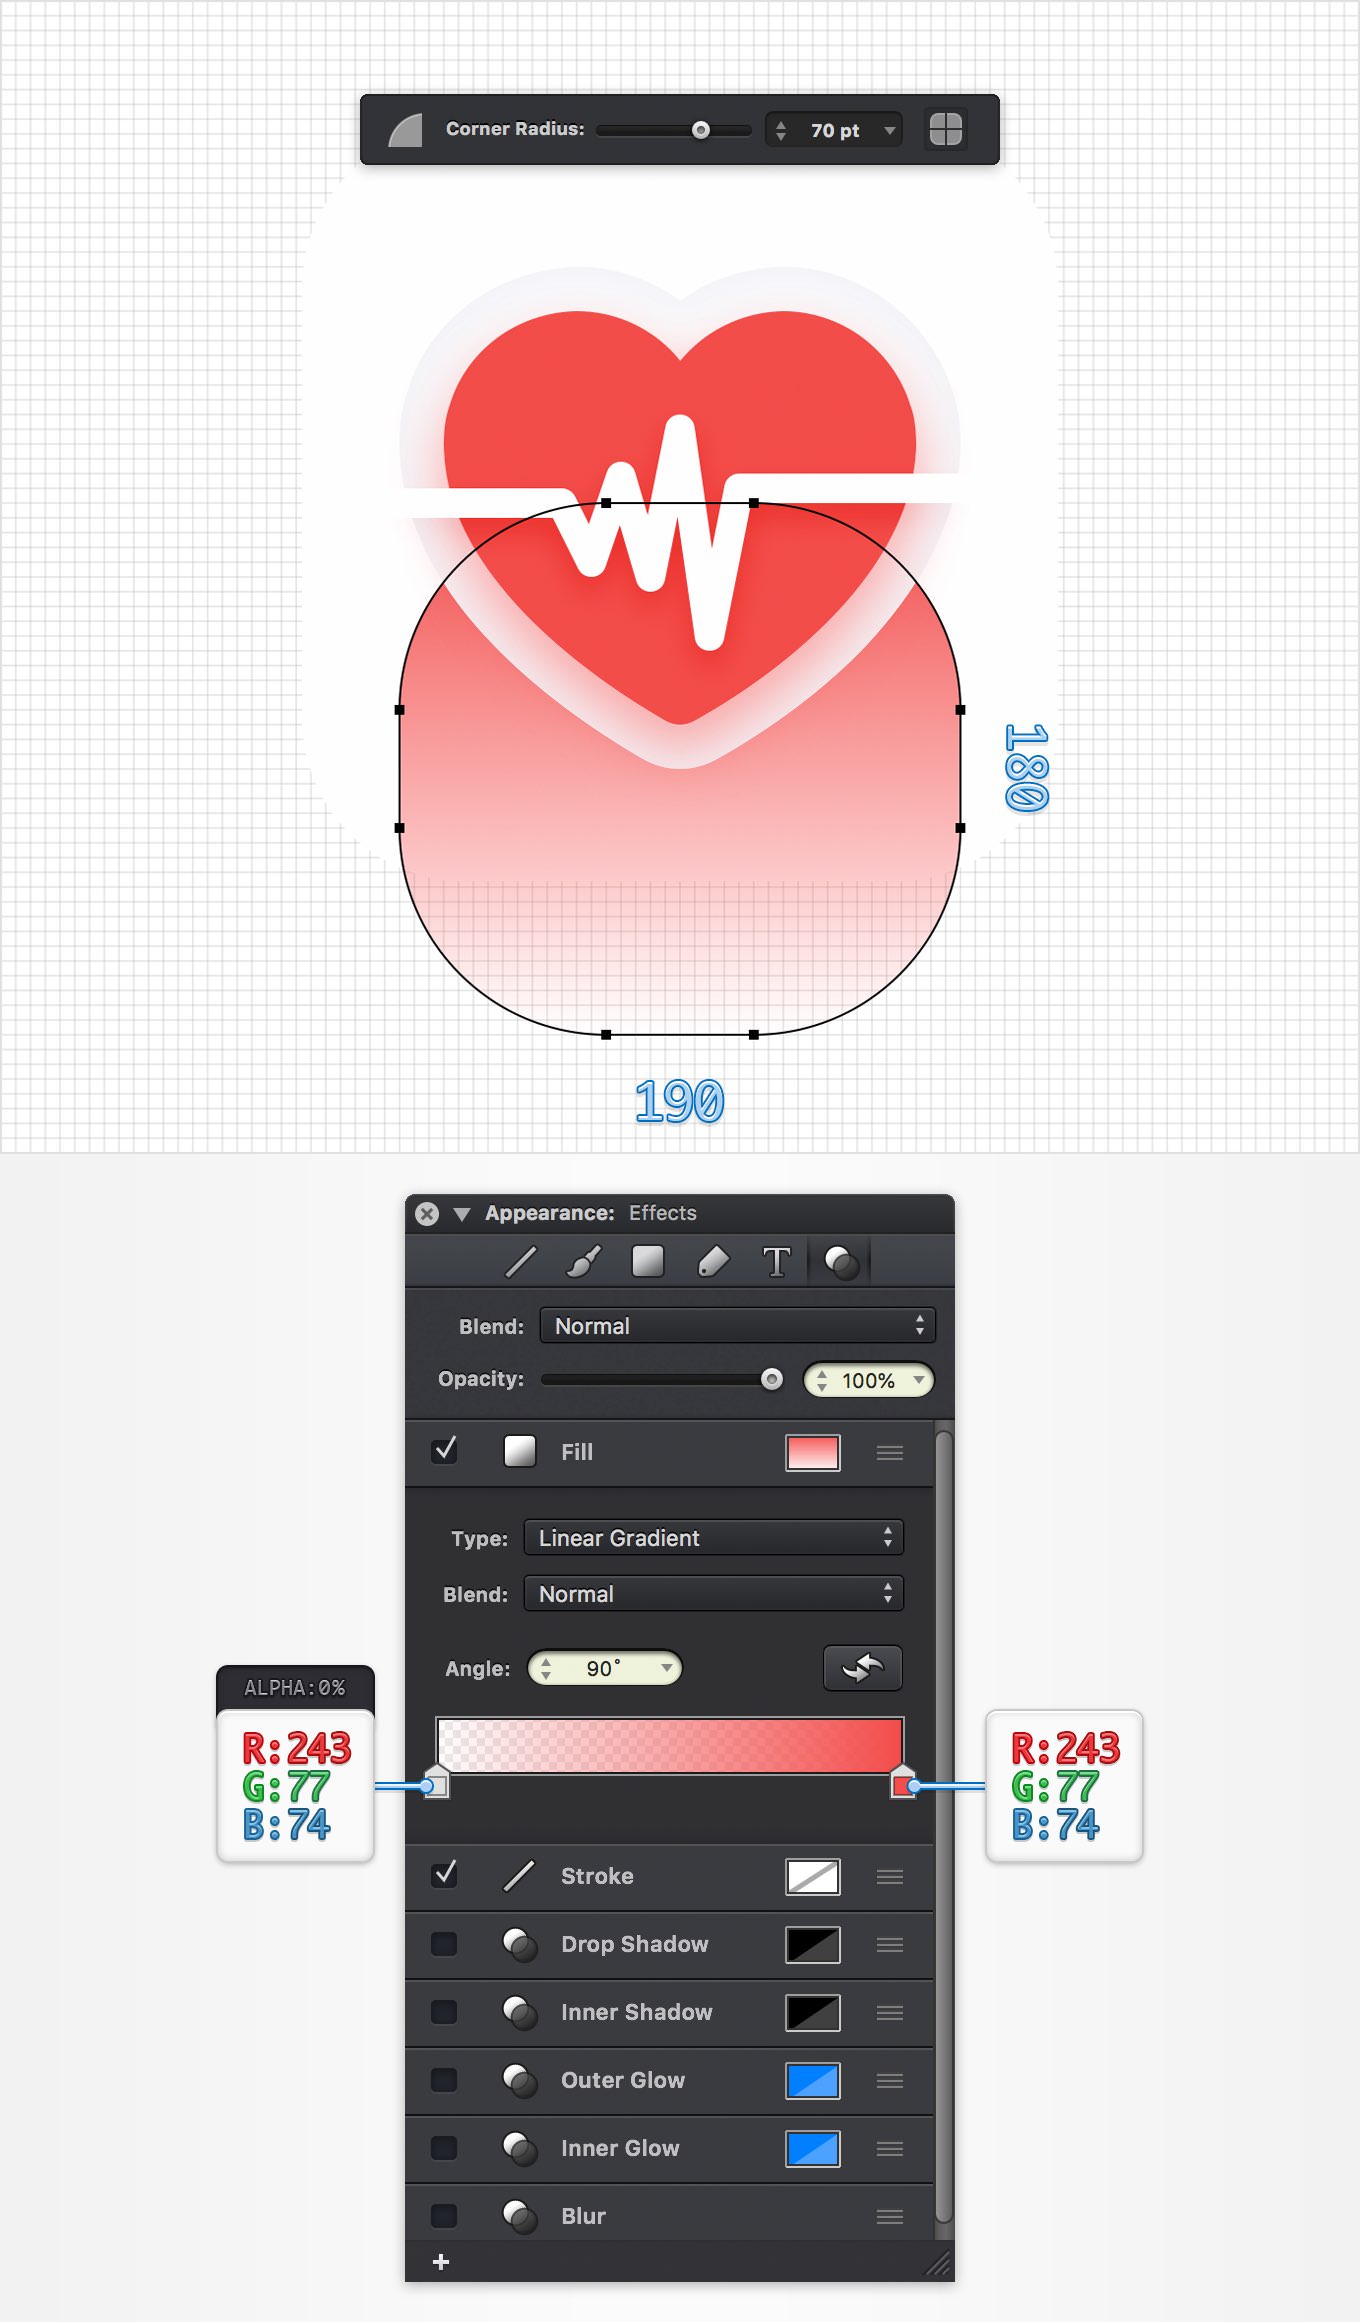 Corner Radius: 70 pt
180
190
Appearance: Effects
T
Blend: Normal
Opacity: 100%
Fill
Type: Linear Gradient
Blend: Normal
Angle: 90°
ALPHA:0%
R:243
G:77
B:74
R:243
G:77
B:74
Stroke
Drop Shadow
Inner Shadow
Outer Glow
Inner Glow
Blur
+